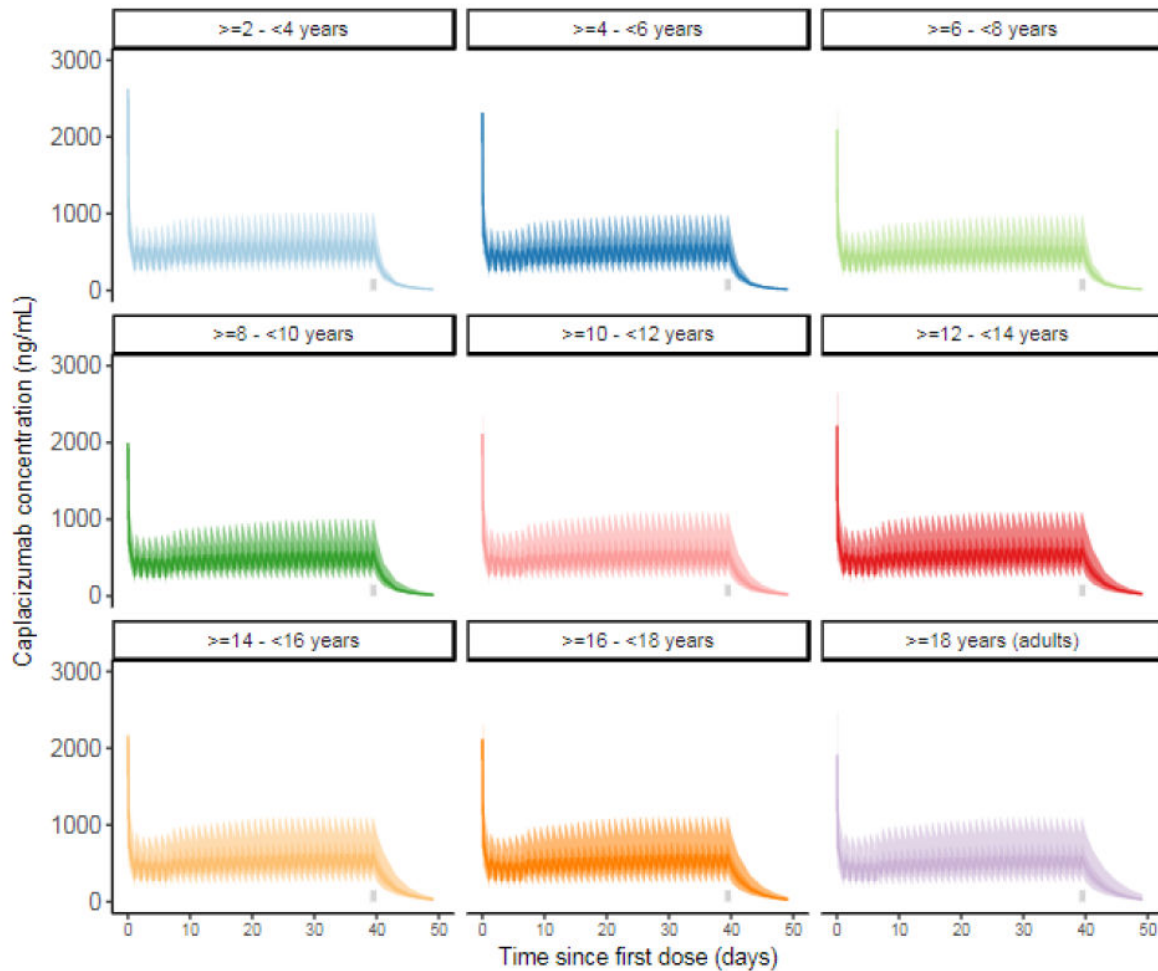 >=2 - <4 years
>=4 - <6 years
>=6 - <8 years
3000
2000
1000
0
>=8 - <10 years
>=10 - <12 years
>=12 - <14 years
3000
2000
1000
0
>=14 - <16 years
>=16 - <18 years
>=18 years (adults)
3000
2000
1000
0
0 10 20 30 40 50
0 10 20 30 40 50
0 10 20 30 40 50
Caplacizumab concentration (ng/mL)
Time since first dose (days)